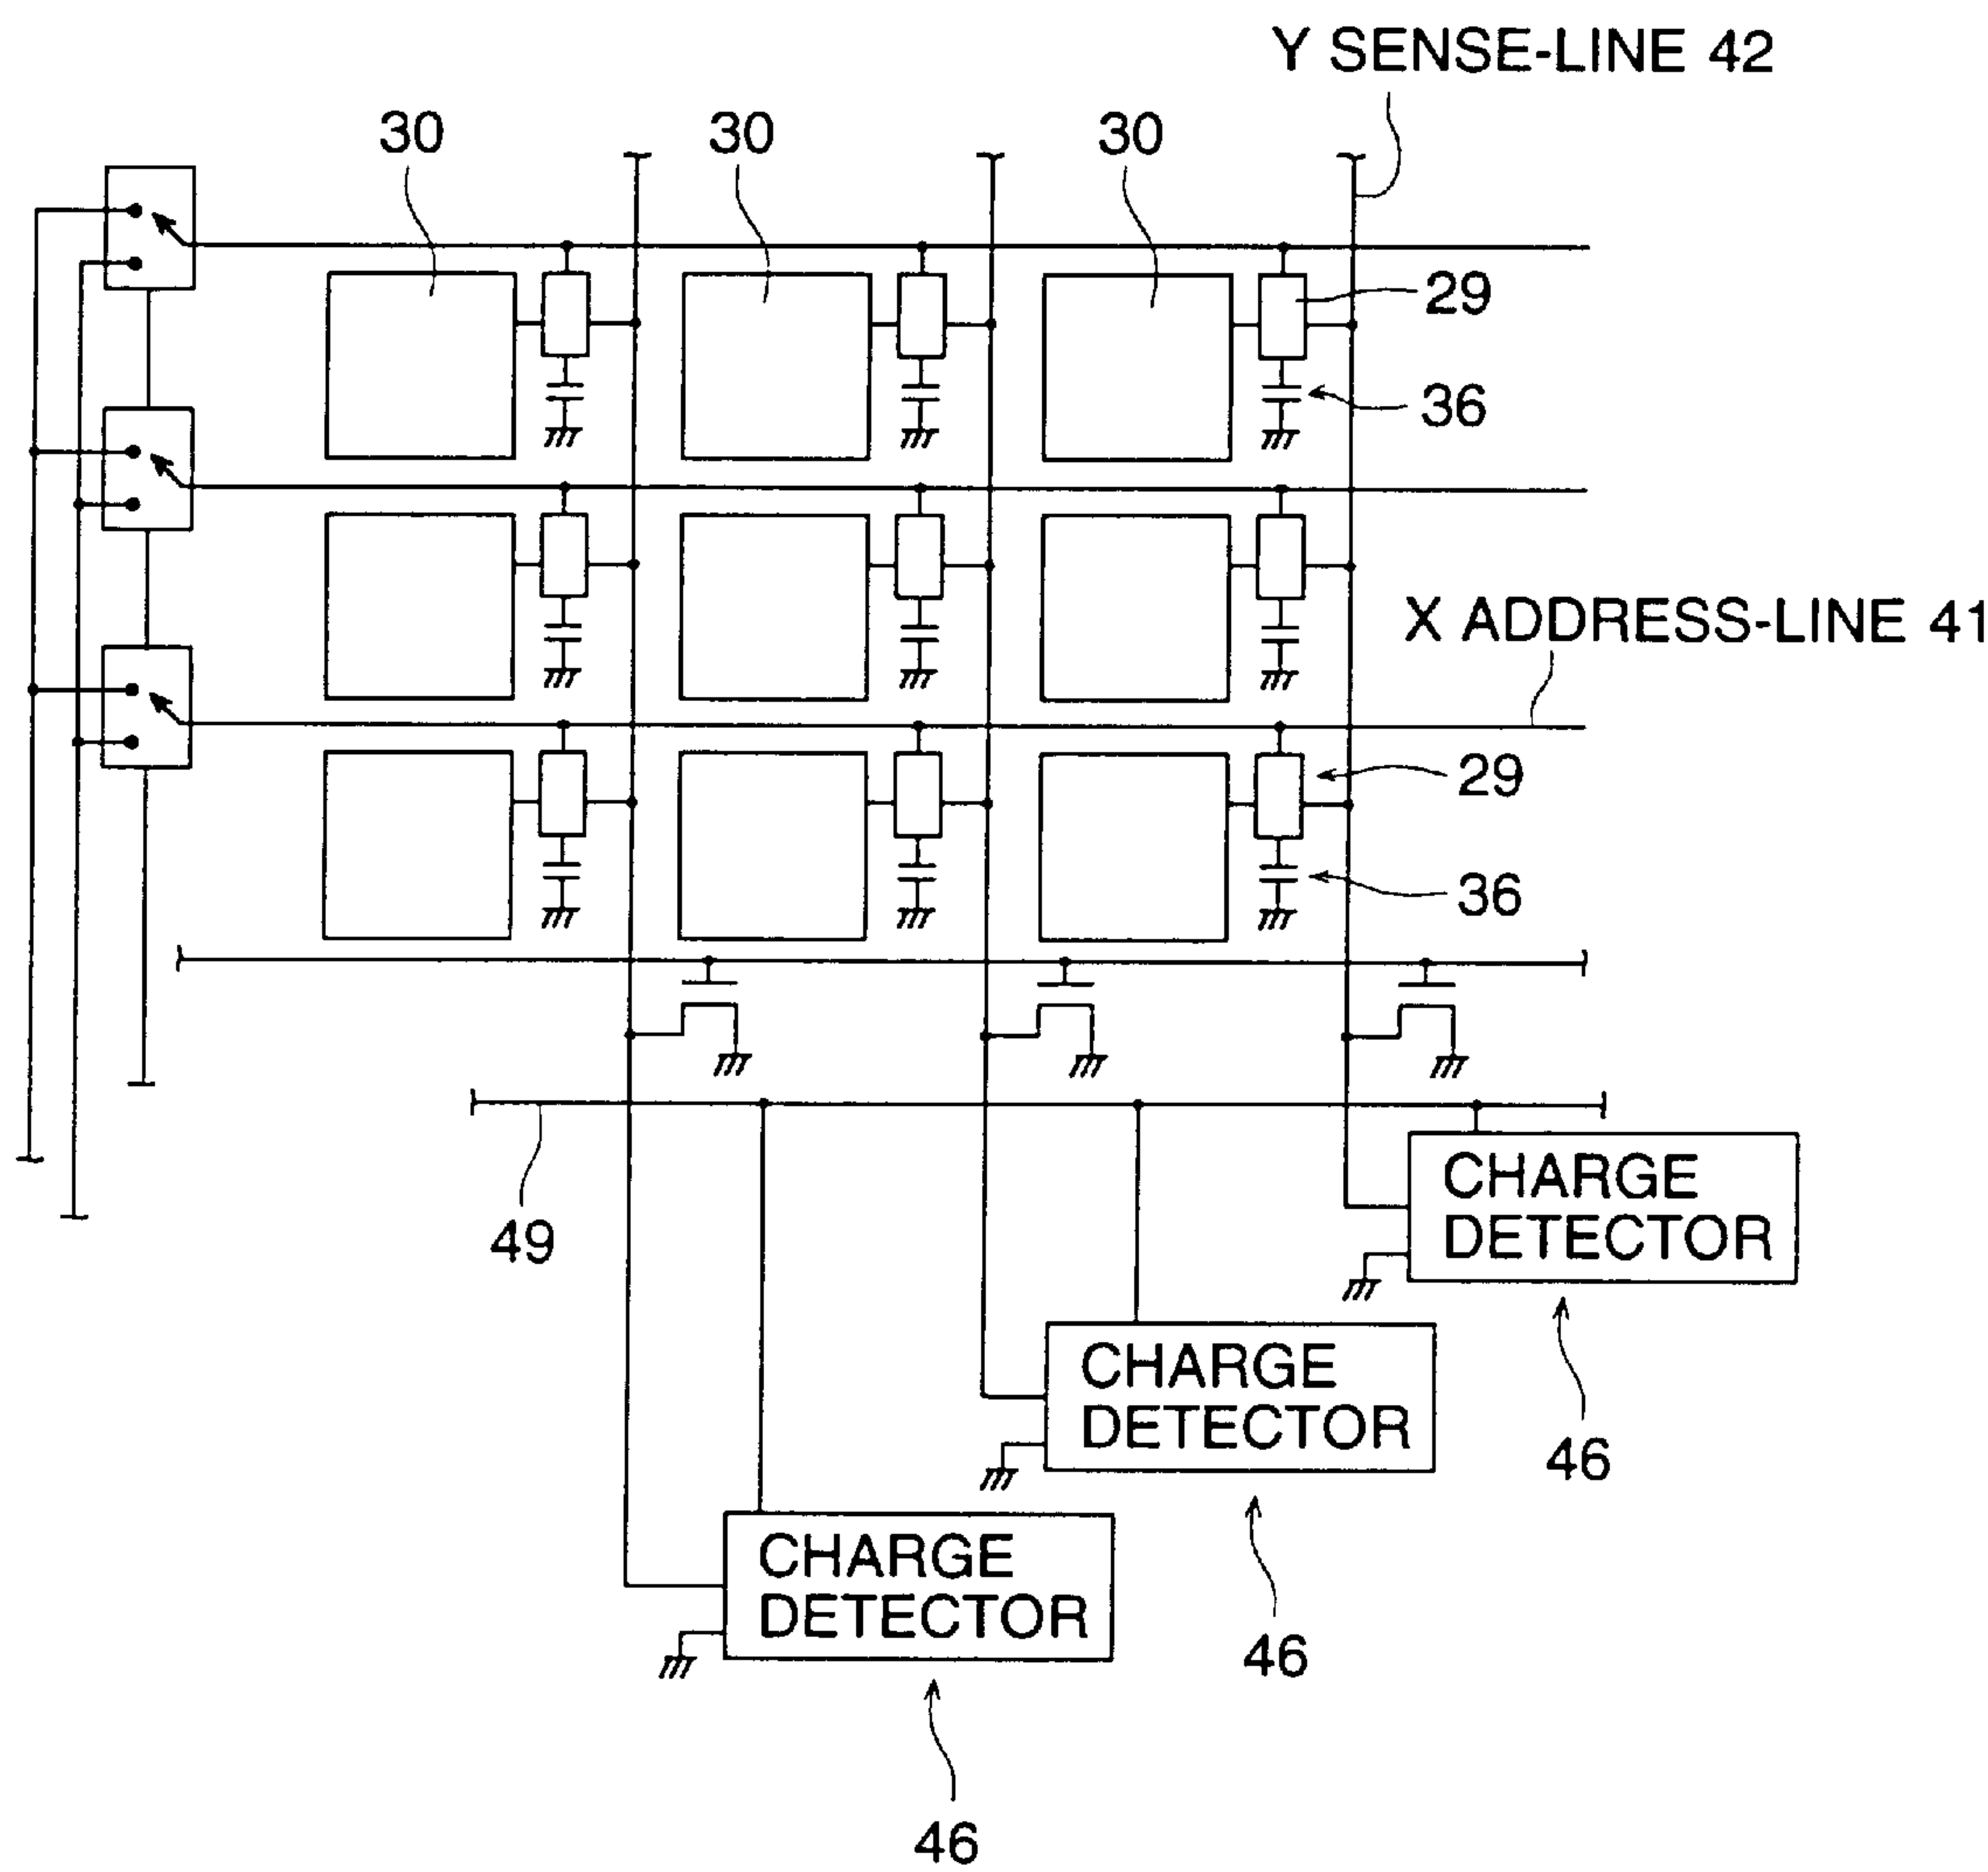 Y SENSE-LINE 42
30
30
30
29
36
X ADDRESS-LINE 41
29
36
49
CHARGE
DETECTOR
46
CHARGE
DETECTOR
46
CHARGE
DETECTOR
46